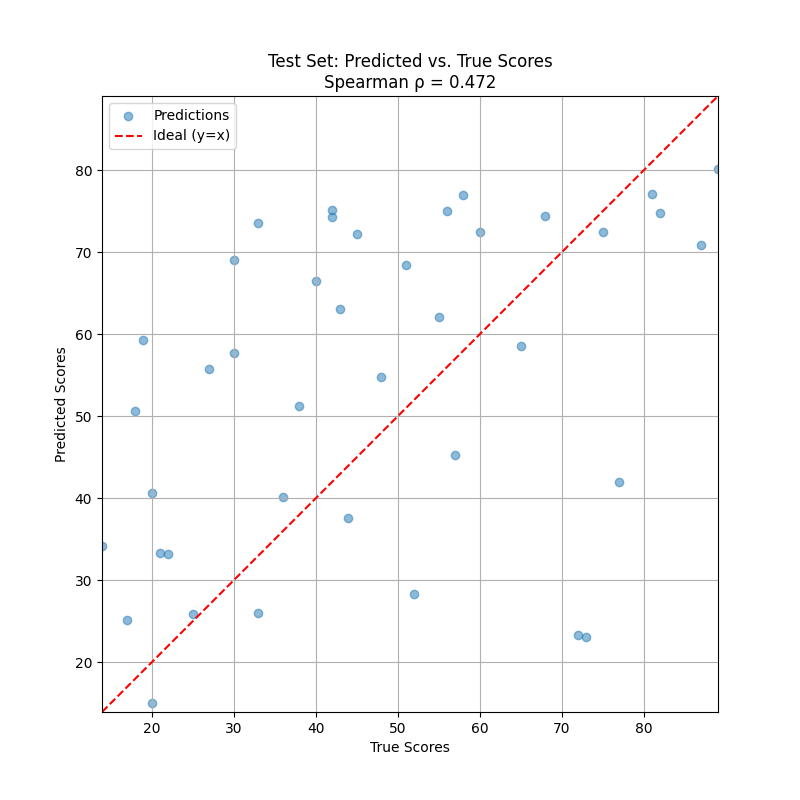 Test Set: Predicted vs. True Scores
Spearman ρ = 0.472
Predictions
Ideal (y=x)
Predicted Scores
80
70
60
50
40
30
20
20 30 40 50 60 70 80
True Scores